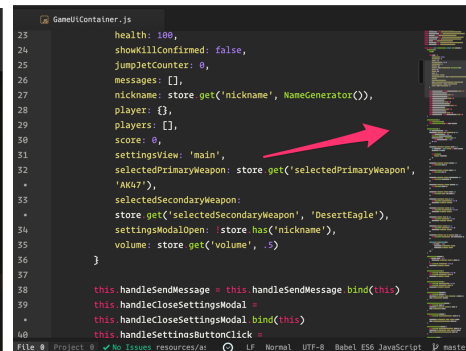 GameUiContainer.js
23 health: 100,
24 showKillConfirmed: false,
25 jumpJetCounter: 0,
26 messages: [],
27 nickname: store.get('nickname', NameGenerator()),
28 player: {},
29 players: [],
30 score: 0,
31 settingsView: 'main',
32 selectedPrimaryWeapon: store.get('selectedPrimaryWeapon',
• 'AK47'),
33 selectedSecondaryWeapon:
• store.get('selectedSecondaryWeapon', 'DesertEagle'),
34 settingsModalOpen: !store.has('nickname'),
35 volume: store.get('volume', .5)
36 }
37
38 this.handleSendMessage = this.handleSendMessage.bind(this)
39 this.handleCloseSettingsModal =
• this.handleCloseSettingsModal.bind(this)
40 this.handleSettingsButtonClick =
File 0 Project 0 ✔ No Issues resources/as LF Normal UTF-8 Babel ES6 JavaScript maste